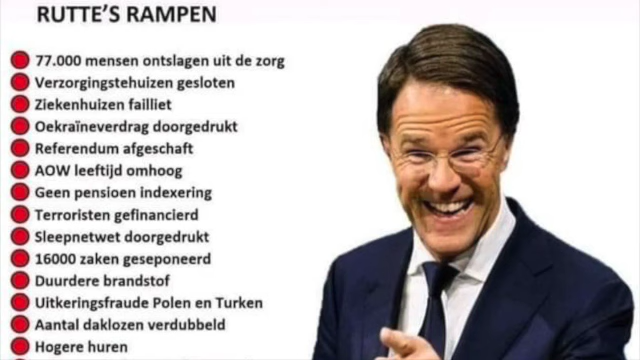 RUTTE'S RAMPEN
77.000 mensen ontslagen uit de zorg
Verzorgingstehuizen gesloten
Ziekenhuizen failliet
Oekraïneverdrag doorgedrukt
Referendum afgeschaft
AOW leeftijd omhoog
Geen pensioen indexering
Terroristen gefinancierd
Sleepnetwet doorgedrukt
16000 zaken geseponeerd
Duurdere brandstof
Uitkeringsfraude Polen en Turken
Aantal daklozen verdubbeld
Hogere huren